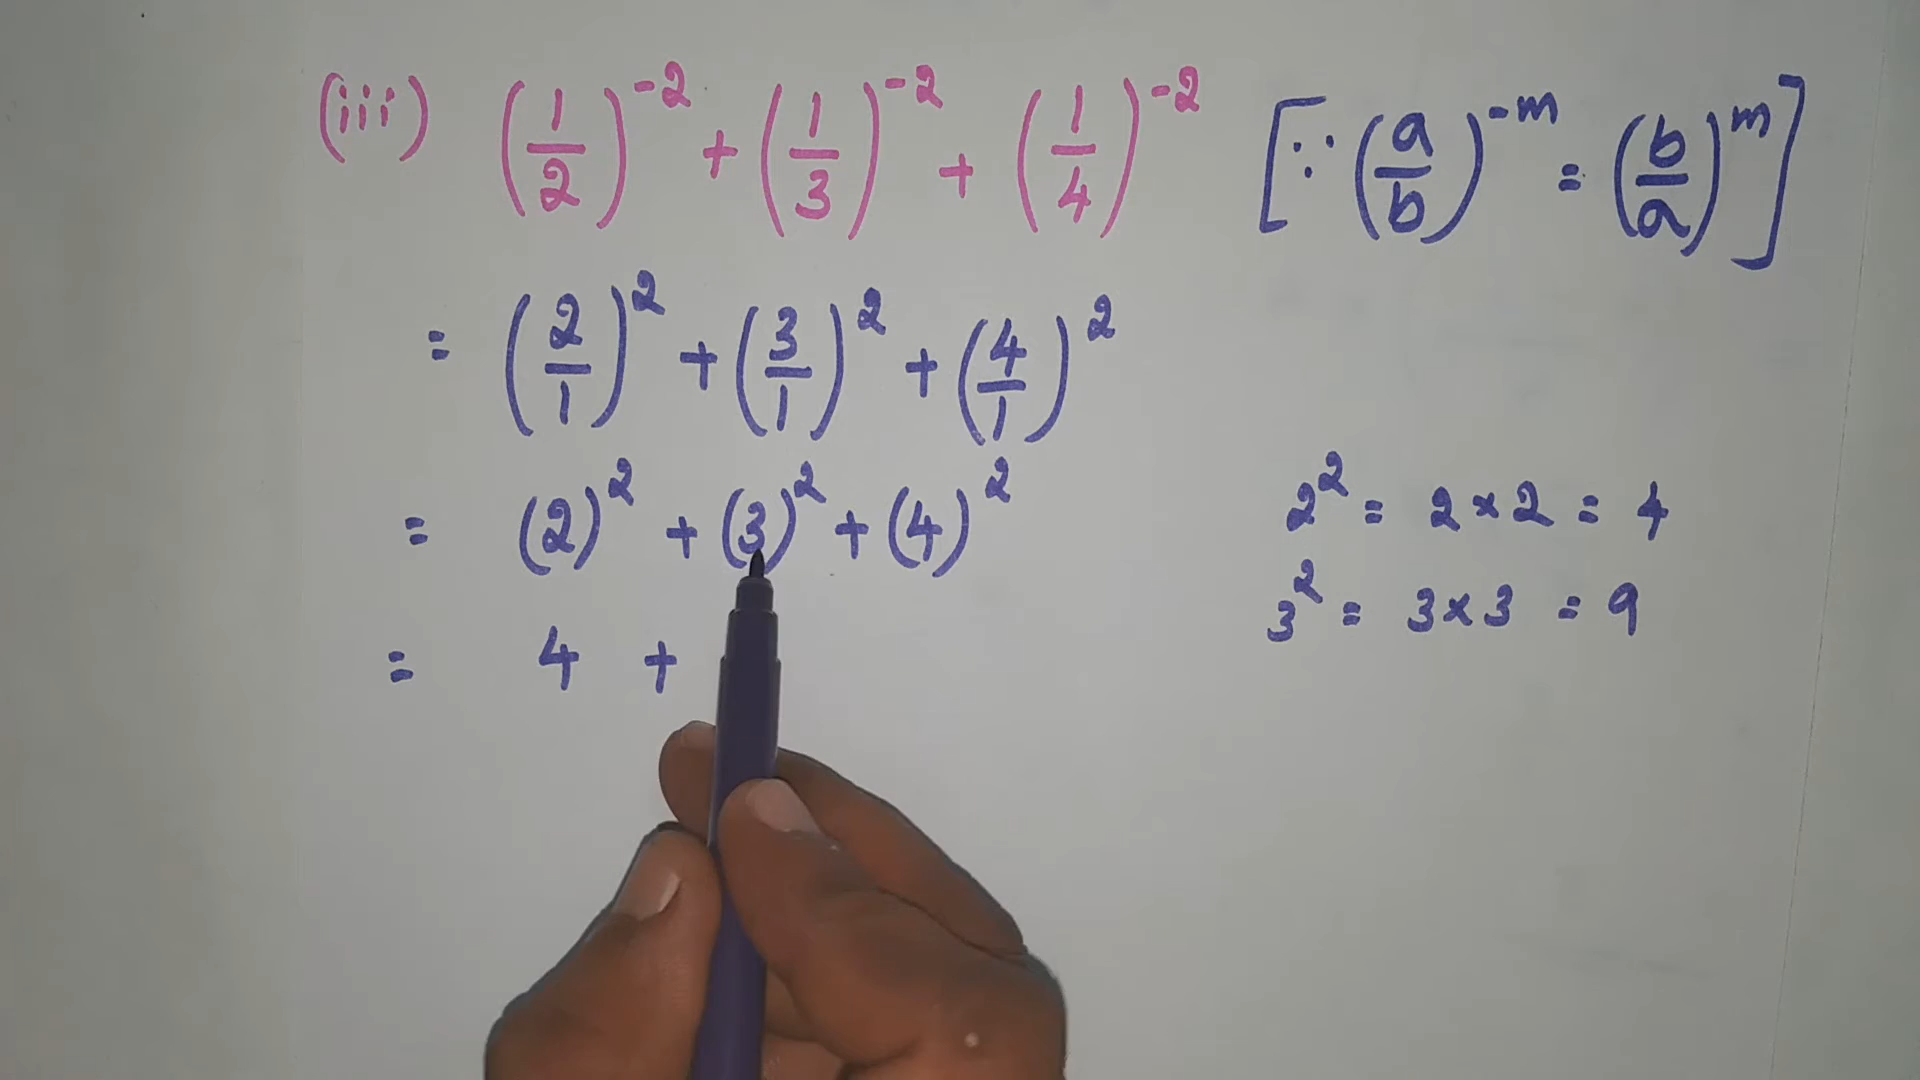 (iii) (1/2)^-2 + (1/3)^-2 + (1/4)^-2 [∵ (a/b)^-m = (b/a)^m]
= (2/1)^2 + (3/1)^2 + (4/1)^2
= (2)^2 + (3)^2 + (4)^2
2^2 = 2 × 2 = 4
3^2 = 3 × 3 = 9
= 4 +